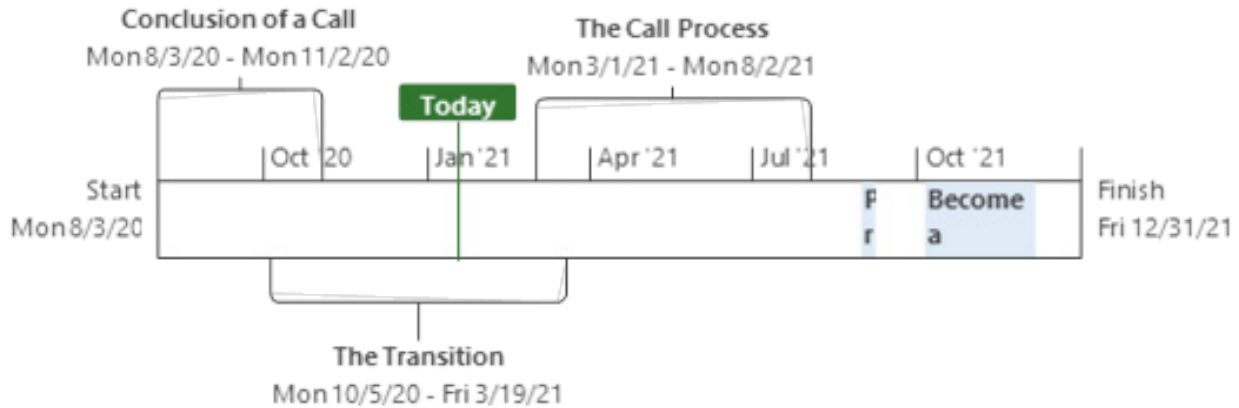 Conclusion of a Call
Mon 8/3/20 - Mon 11/2/20
The Call Process
Mon 3/1/21 - Mon 8/2/21
Today
Oct '20
Jan '21
Apr '21
Jul '21
Oct '21
Start
Mon 8/3/20
P
r
Become
a
Finish
Fri 12/31/21
The Transition
Mon 10/5/20 - Fri 3/19/21